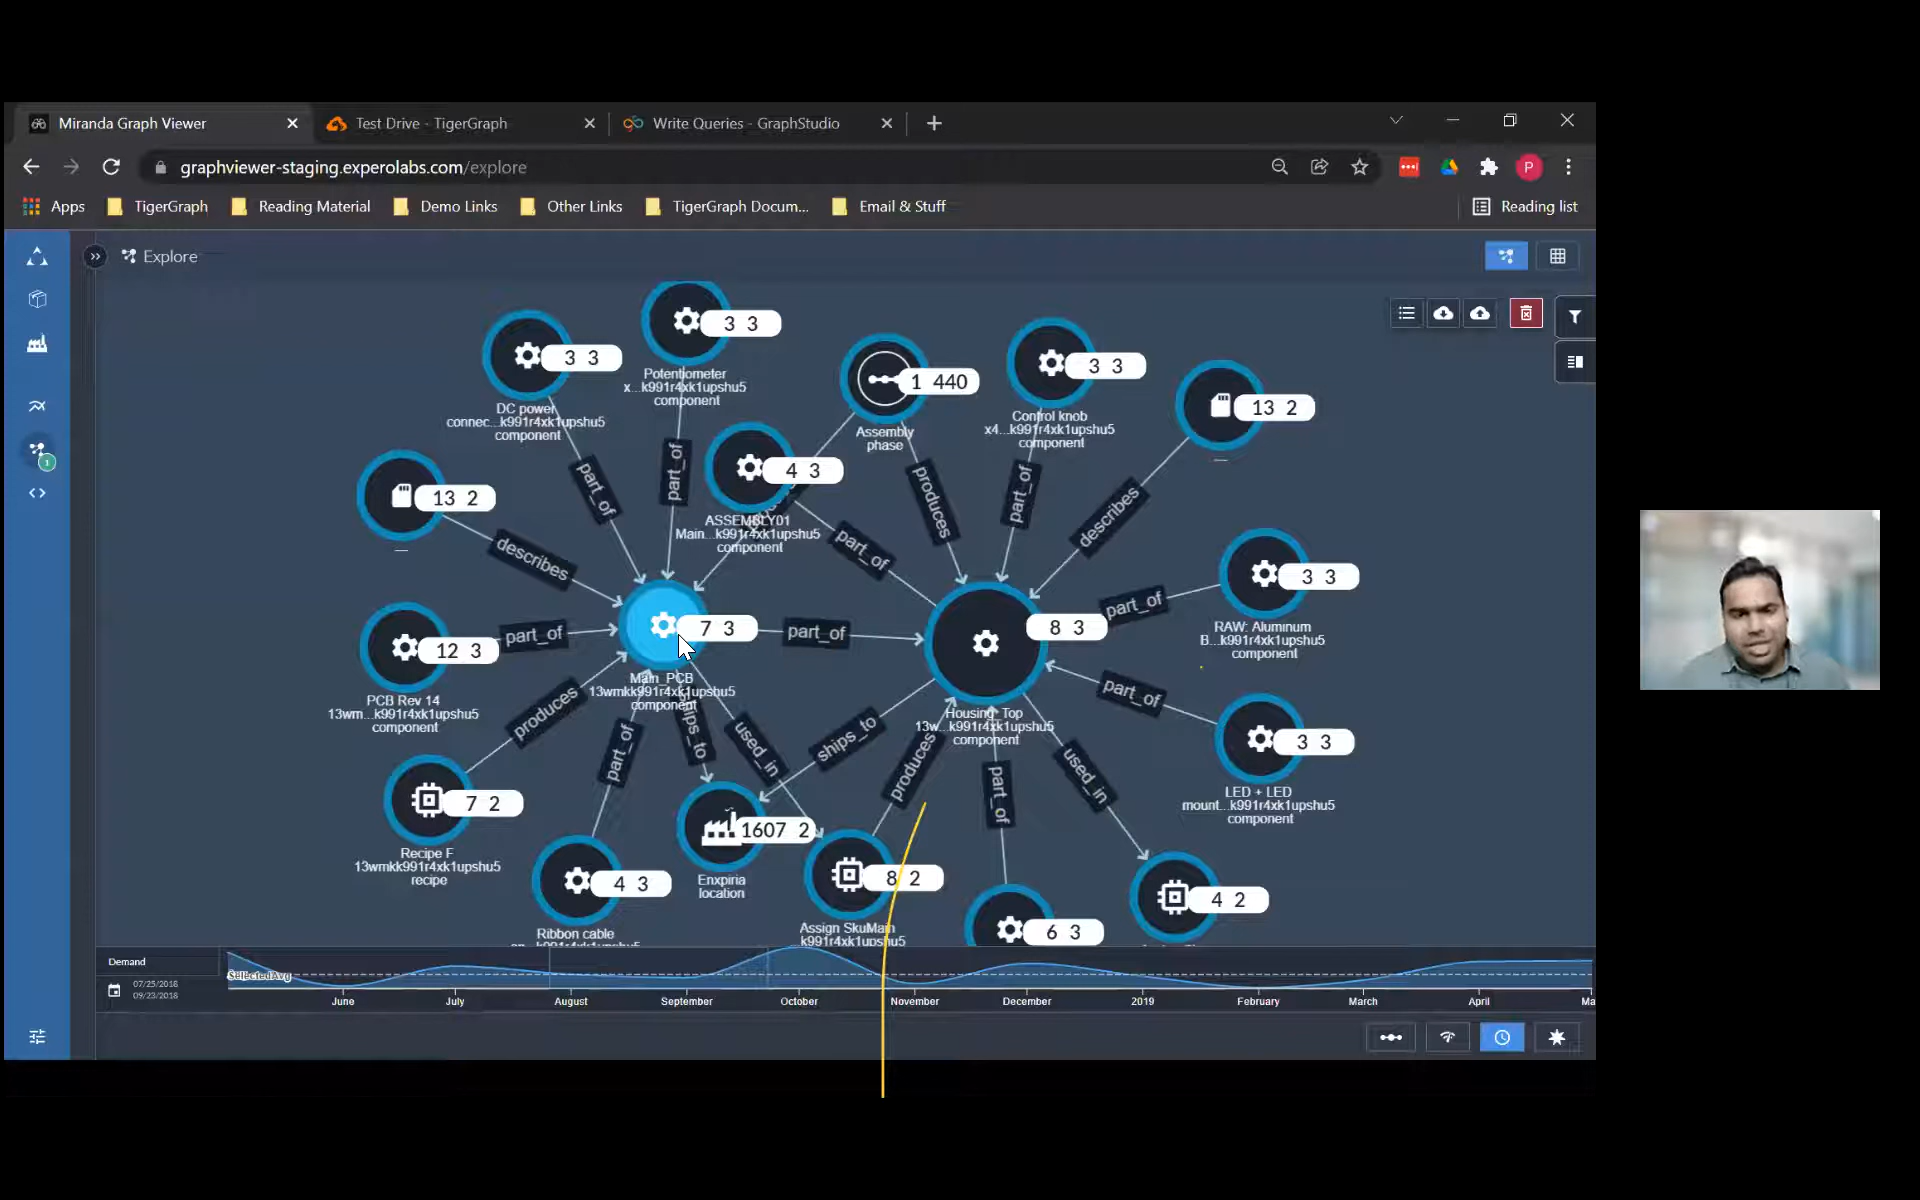 Miranda Graph Viewer
Test Drive - TigerGraph
Write Queries - GraphStudio
graphviewer-staging.experolabs.com/explore
P
Apps
TigerGraph
Reading Material
Demo Links
Other Links
TigerGraph Docum...
Email & Stuff
Reading list
Explore
3 3
Potentiometer
x...k991r4xk1upshu5
component
3 3
DC power
connec...k991r4xk1upshu5
component
1 440
Assembly
phase
3 3
Control knob
x4...k991r4xk1upshu5
component
13 2
—
4 3
ASSEMBLY01
Main...k991r4xk1upshu5
component
13 2
—
part_of
part_of
produces
part_of
describes
describes
part_of
3 3
RAW: Aluminum
B...k991r4xk1upshu5
component
part_of
7 3
Main_PCB
13wmkk991r4xk1upshu5
component
part_of
8 3
Housing_Top
13w...k991r4xk1upshu5
component
part_of
12 3
PCB Rev 14
13wm...k991r4xk1upshu5
component
part_of
produces
part_of
ships_to
used_in
ships_to
produces
part_of
used_in
3 3
LED + LED
mount...k991r4xk1upshu5
component
7 2
Recipe F
13wmkk991r4xk1upshu5
recipe
4 3
Ribbon cable
1607 2
Enxpiria
location
8 2
Assign SkuMain
k991r4xk1upshu5
6 3
4 2
1
Demand
SelectedAvg
07/25/2018
09/23/2018
June
July
August
September
October
November
December
2019
February
March
April
Ma